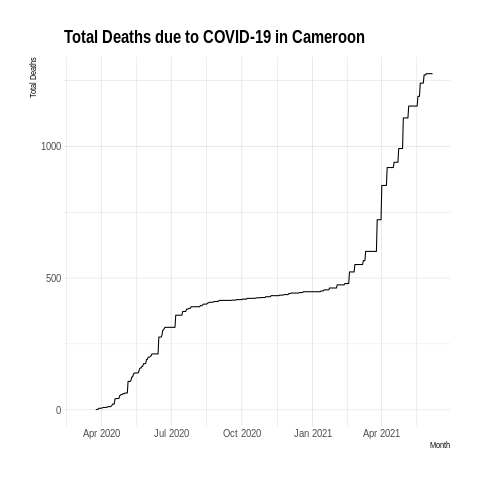 Total Deaths due to COVID-19 in Cameroon
Total Deaths
1000
500
0
Apr 2020 Jul 2020 Oct 2020 Jan 2021 Apr 2021
Month